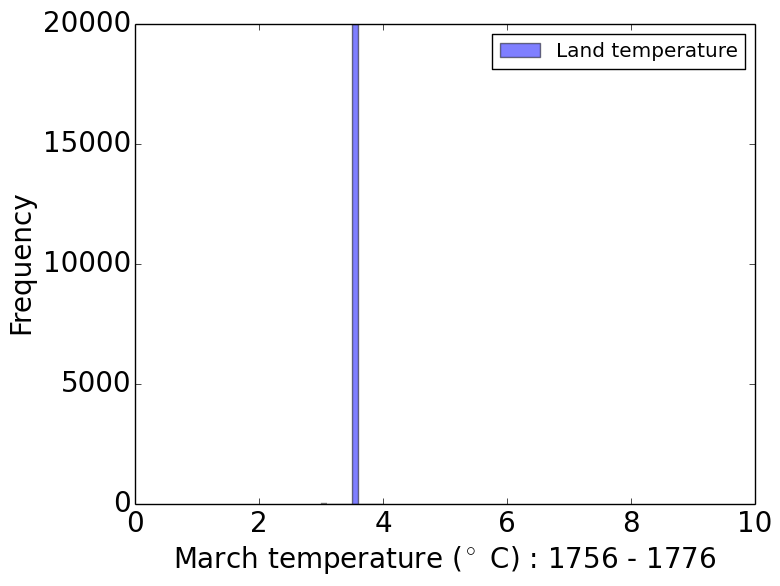 20000
15000
10000
5000
0
Frequency
Land temperature
0 2 4 6 8 10
March temperature (° C) : 1756 - 1776